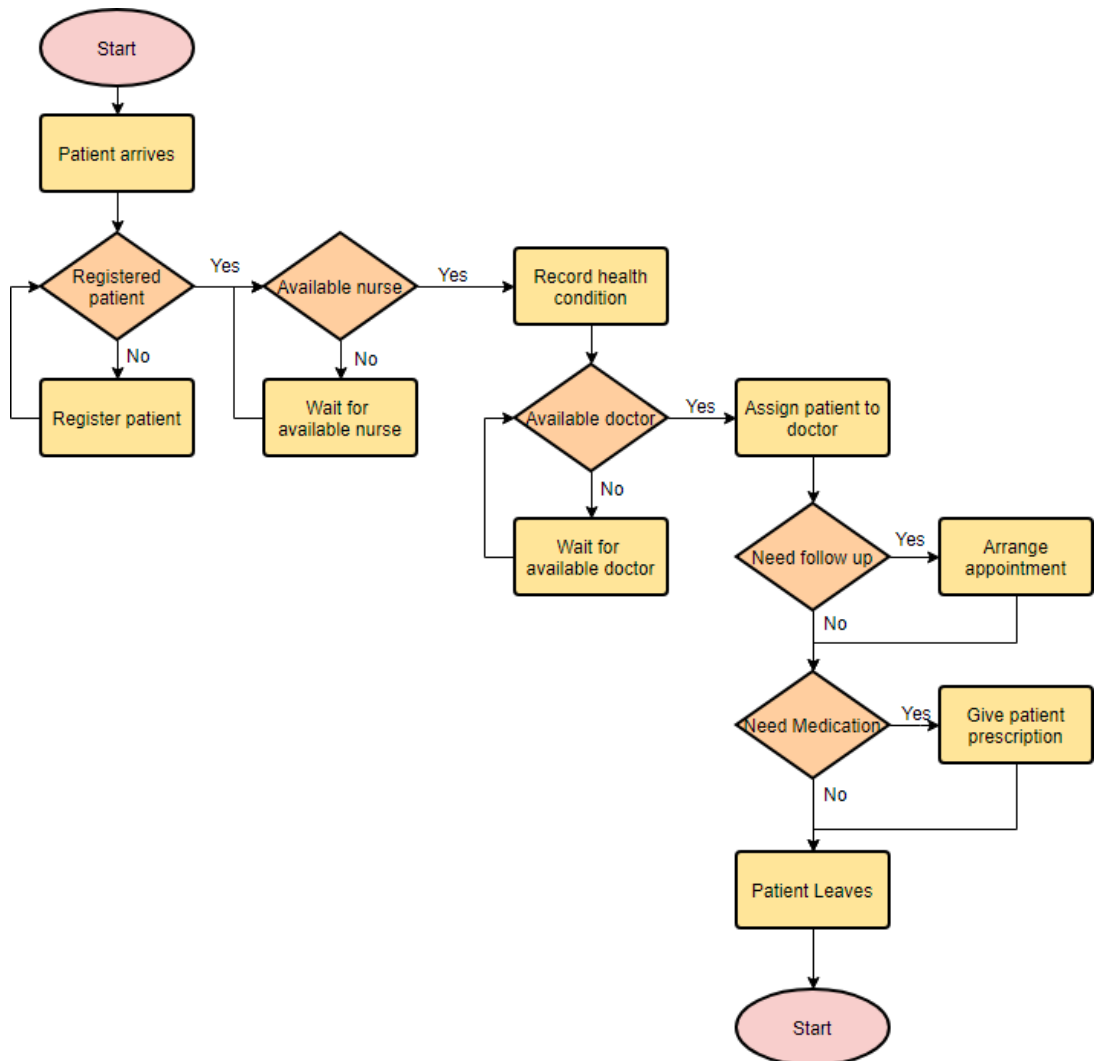 Start
Patient arrives
Registered
patient
Yes
Available nurse
Yes
Record health
condition
No
Register patient
No
Wait for
available nurse
Available doctor
Yes
Assign patient to
doctor
No
Wait for
available doctor
Need follow up
Yes
Arrange
appointment
No
Need Medication
Yes
Give patient
prescription
No
Patient Leaves
Start